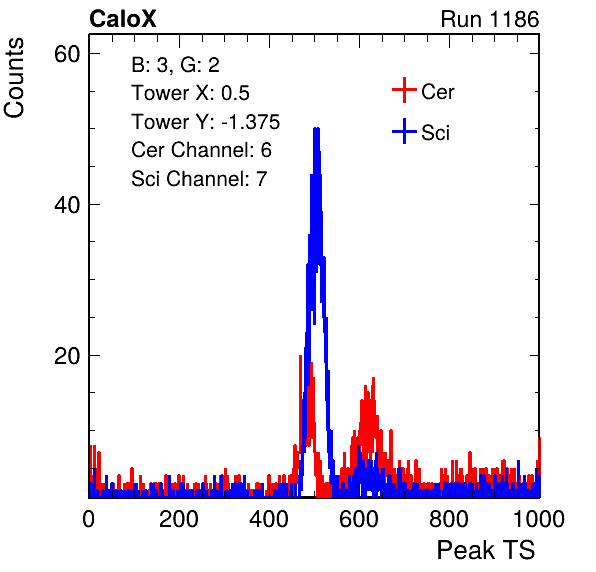 CaloX Run 1186
Counts
60
40
20
B: 3, G: 2
Tower X: 0.5
Tower Y: -1.375
Cer Channel: 6
Sci Channel: 7
Cer
Sci
0 200 400 600 800 1000
Peak TS